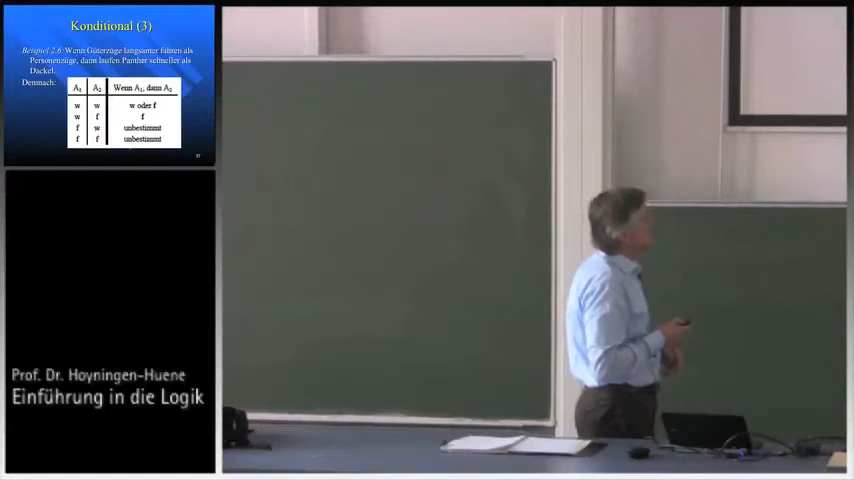 Konditional (3)
Beispiel 2.6: Wenn Güterzüge langsamer fahren als
Personenzüge, dann laufen Panther schneller als
Dackel.
Demnach:
A₁ A₂ Wenn A₁, dann A₂
w w w oder f
w f f
f w unbestimmt
f f unbestimmt
37
Prof. Dr. Hoyningen-Huene
Einführung in die Logik